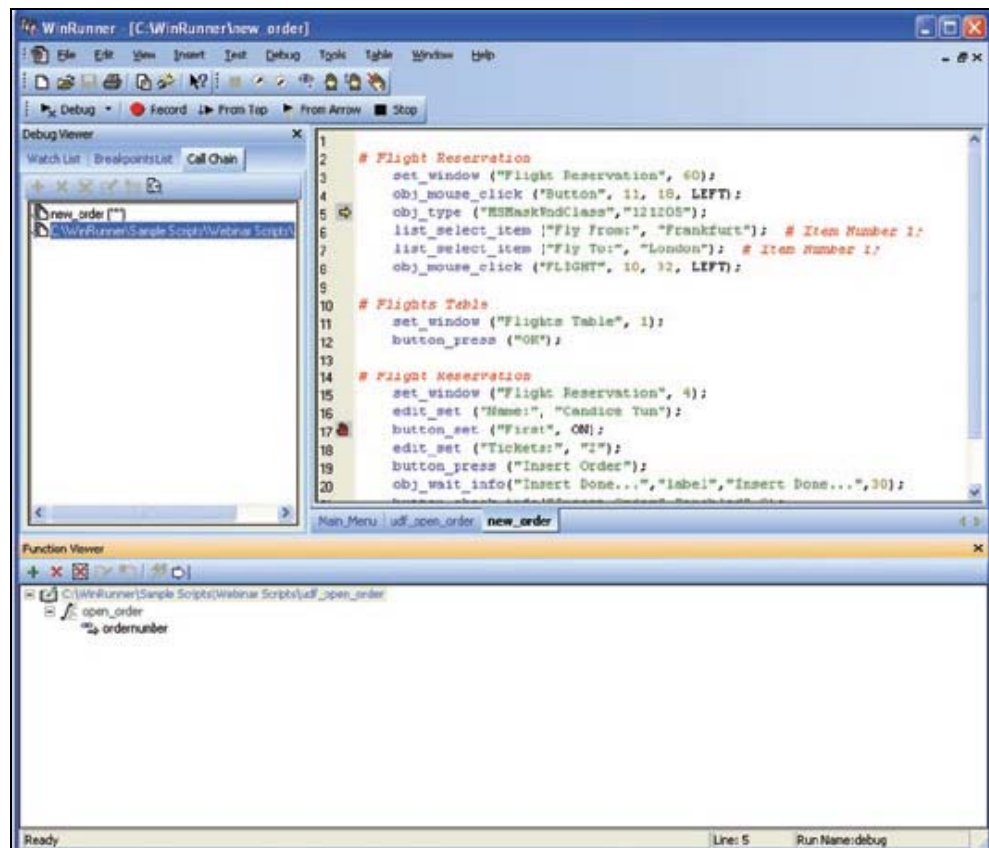 WinRunner - [C:\WinRunner\new_order]
File Edit View Insert Test Debug Tools Table Window Help
Debug Record From Top From Arrow Stop
Debug Viewer
Watch List BreakpointsList Call Chain
new_order ("")
C:\WinRunner\Sample Scripts\Webinar Scripts\
1
2 # Flight Reservation
3 set_window ("Flight Reservation", 60);
4 obj_mouse_click ("Button", 11, 18, LEFT);
5 obj_type ("MSMaskWndClass","121205");
6 list_select_item ("Fly From:", "Frankfurt"); # Item Number 1;
7 list_select_item ("Fly To:", "London"); # Item Number 1;
8 obj_mouse_click ("FLIGHT", 10, 32, LEFT);
9
10 # Flights Table
11 set_window ("Flights Table", 1);
12 button_press ("OK");
13
14 # Flight Reservation
15 set_window ("Flight Reservation", 4);
16 edit_set ("Name:", "Candice Tun");
17 button_set ("First", ON);
18 edit_set ("Tickets:", "2");
19 button_press ("Insert Order");
20 obj_wait_info("Insert Done...","label","Insert Done...",30);
Main_Menu udf_open_order new_order
Function Viewer
C:\WinRunner\Sample Scripts\Webinar Scripts\udf_open_order
open_order
ordernumber
Ready Line: 5 Run Name:debug